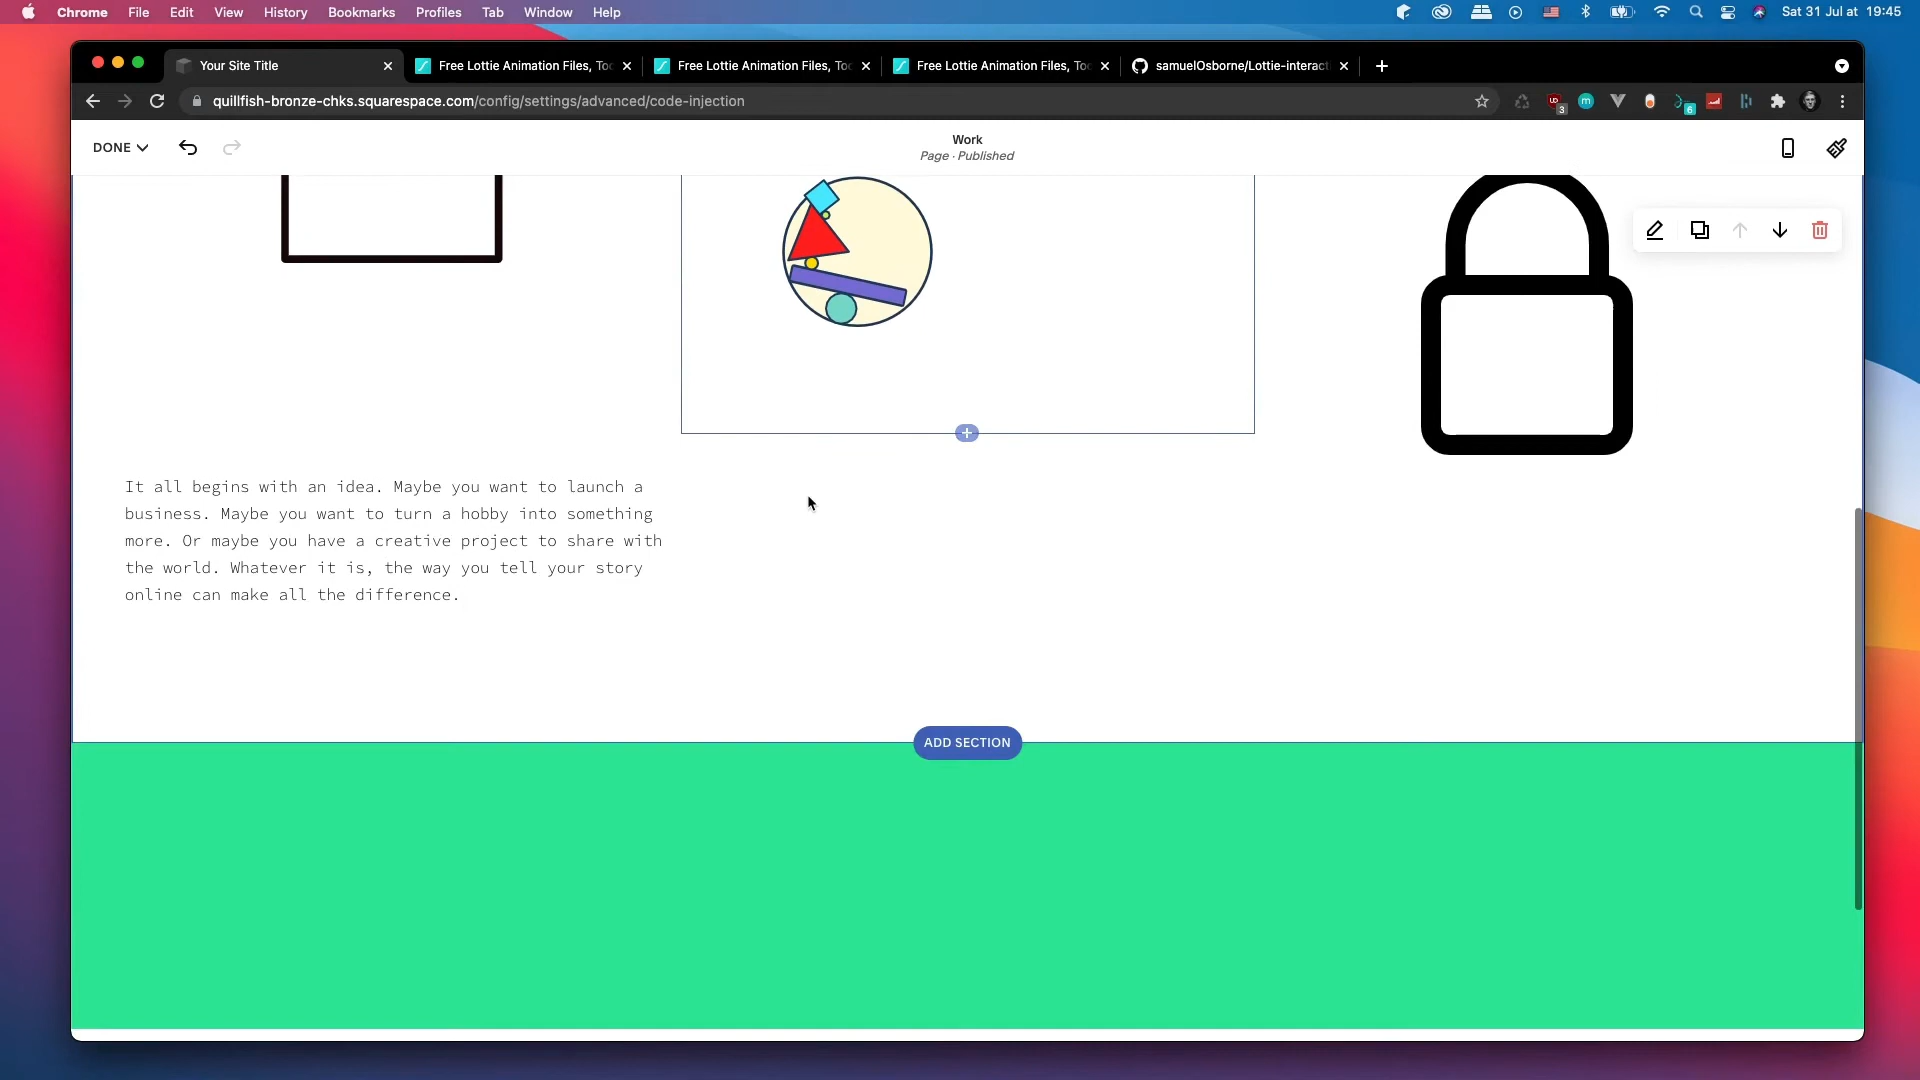 Chrome File Edit View History Bookmarks Profiles Tab Window Help
Sat 31 Jul at 19:45
Your Site Title
Free Lottie Animation Files, Too
Free Lottie Animation Files, Too
Free Lottie Animation Files, Too
samuelOsborne/Lottie-interact
quillfish-bronze-chks.squarespace.com/config/settings/advanced/code-injection
3
6
DONE
Work
Page · Published
It all begins with an idea. Maybe you want to launch a
business. Maybe you want to turn a hobby into something
more. Or maybe you have a creative project to share with
the world. Whatever it is, the way you tell your story
online can make all the difference.
ADD SECTION